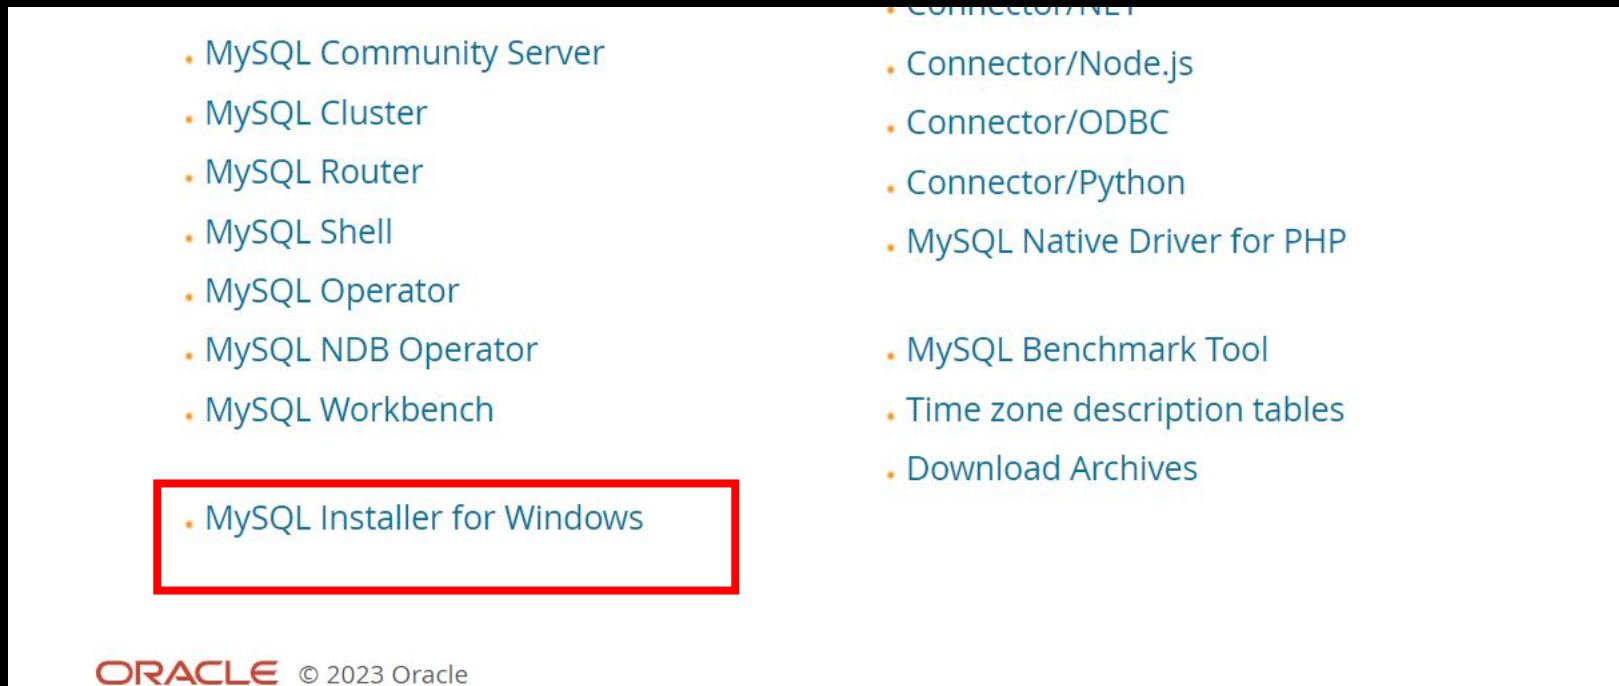 MySQL Community Server
MySQL Cluster
MySQL Router
MySQL Shell
MySQL Operator
MySQL NDB Operator
MySQL Workbench
MySQL Installer for Windows
Connector/NET
Connector/Node.js
Connector/ODBC
Connector/Python
MySQL Native Driver for PHP
MySQL Benchmark Tool
Time zone description tables
Download Archives
ORACLE © 2023 Oracle